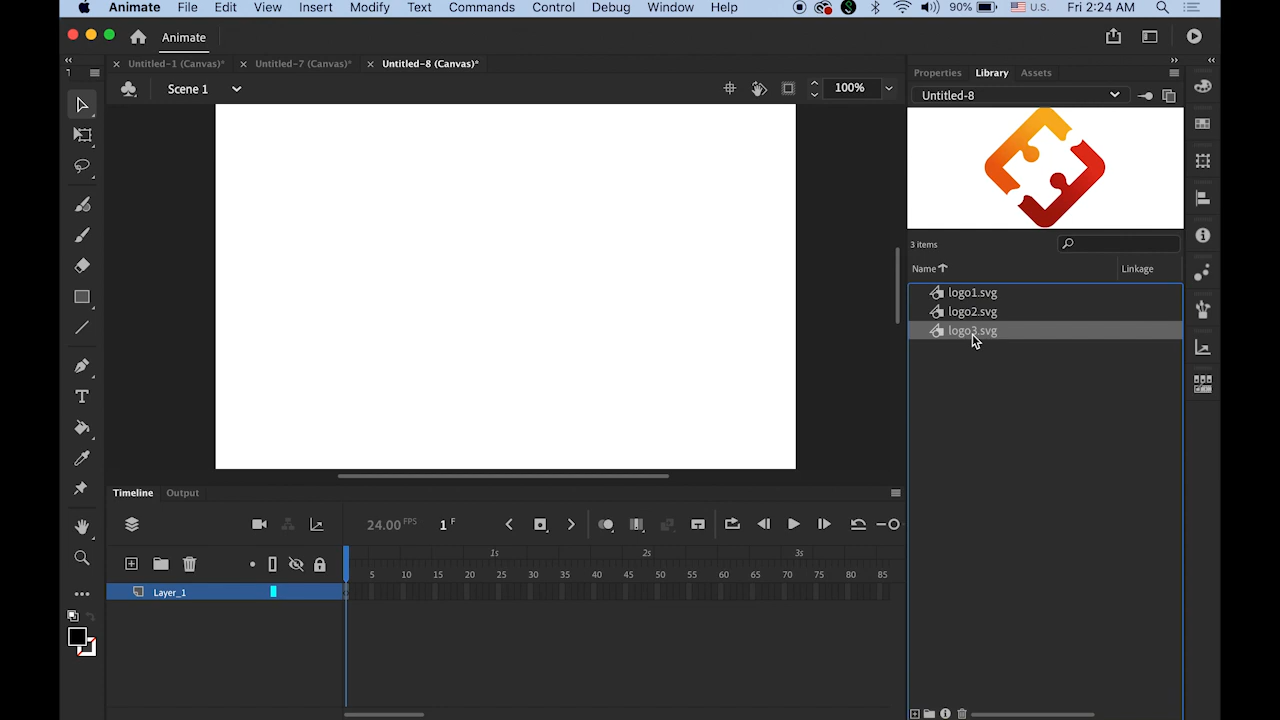 Animate File Edit View Insert Modify Text Commands Control Debug Window Help 90% U.S. Fri 2:24 AM
Animate
Untitled-1 (Canvas)* Untitled-7 (Canvas)* Untitled-8 (Canvas)*
Scene 1 100%
Properties Library Assets
Untitled-8
3 items
Name Linkage
logo1.svg
logo2.svg
logo3.svg
Timeline Output
24.00 FPS 1 F
1s 2s 3s
5 10 15 20 25 30 35 40 45 50 55 60 65 70 75 80 85
Layer_1